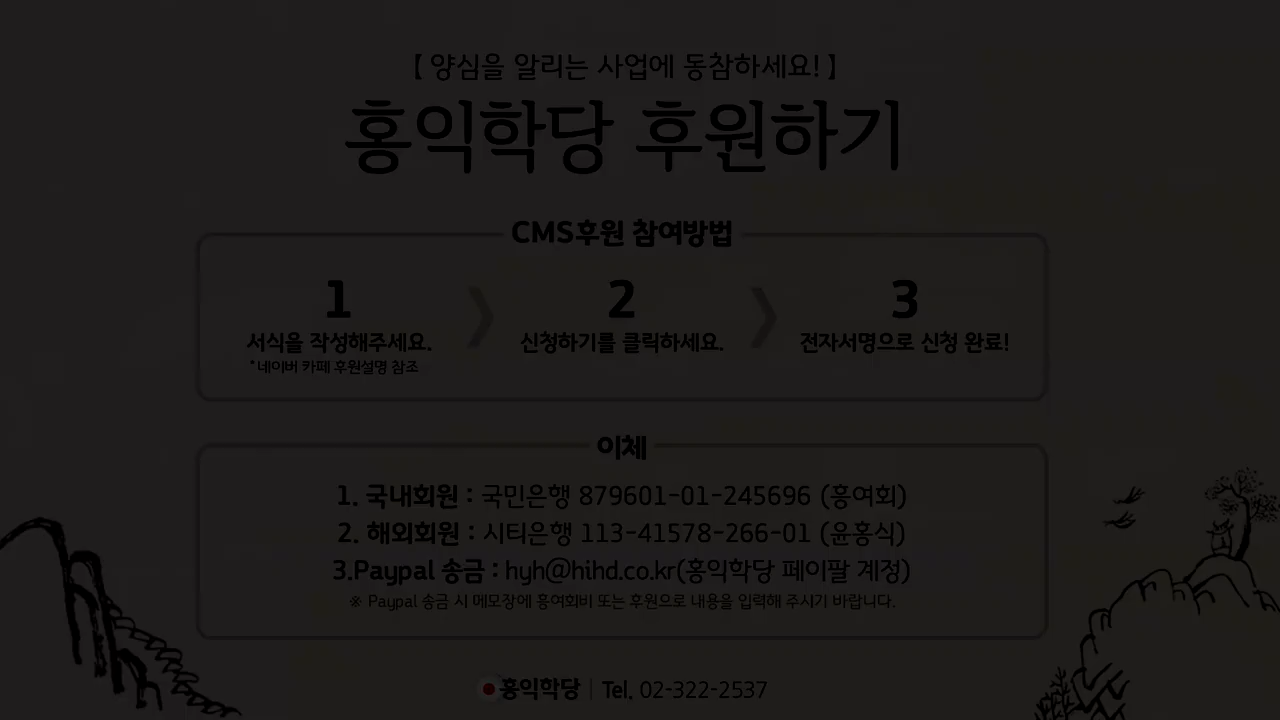 【 양심을 알리는 사업에 동참하세요! 】
홍익학당 후원하기
CMS후원 참여방법
1
서식을 작성해주세요.
*네이버 카페 후원설명 참조
2
신청하기를 클릭하세요.
3
전자서명으로 신청 완료!
이체
1. 국내회원 : 국민은행 879601-01-245696 (흥여회)
2. 해외회원 : 시티은행 113-41578-266-01 (윤홍식)
3.Paypal 송금 : hyh@hihd.co.kr(홍익학당 페이팔 계정)
※ Paypal 송금 시 메모장에 흥여회비 또는 후원으로 내용을 입력해 주시기 바랍니다.
홍익학당 | Tel. 02-322-2537